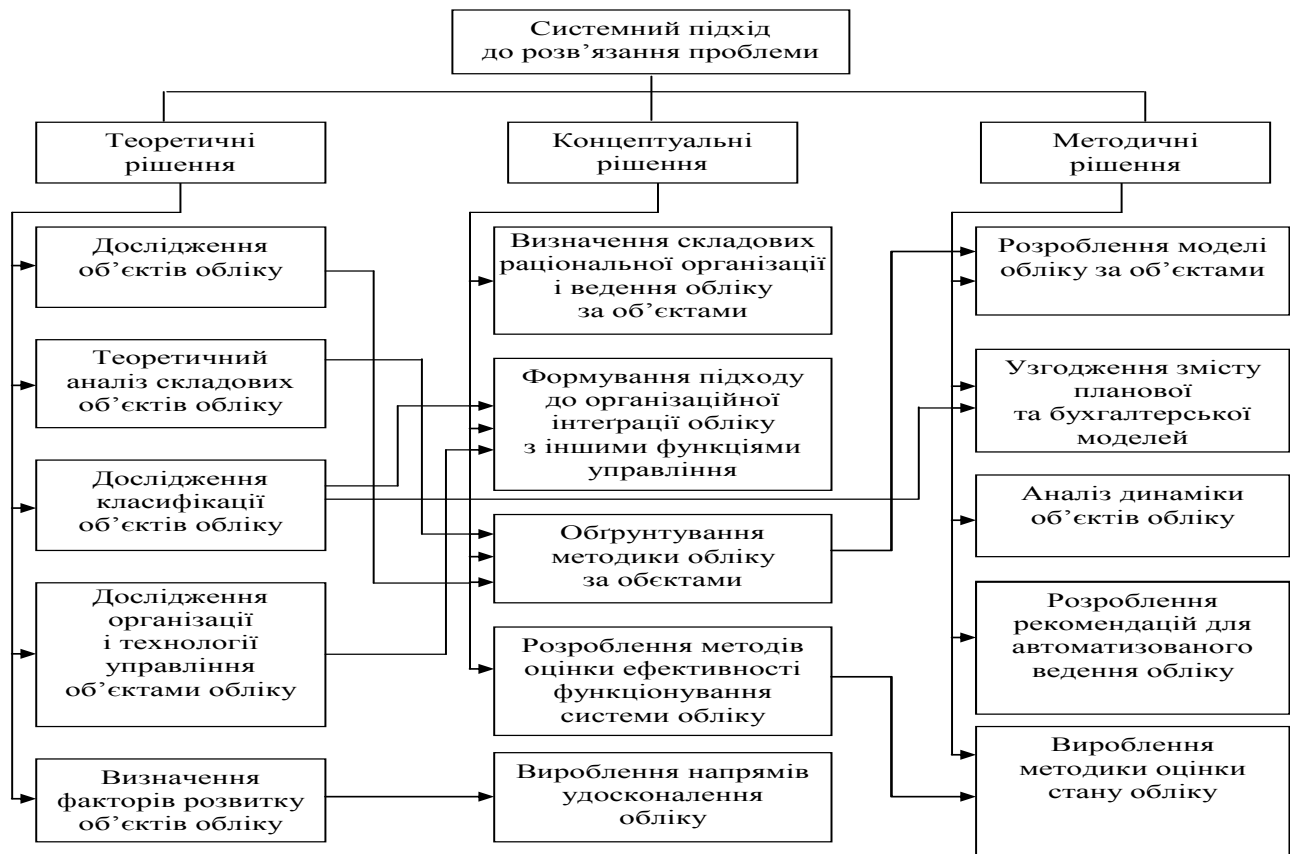 Системний підхід
до розв’язання проблеми
Теоретичні
рішення
Концептуальні
рішення
Методичні
рішення
Дослідження
об’єктів обліку
Теоретичний
аналіз складових
об’єктів обліку
Дослідження
класифікації
об’єктів обліку
Дослідження
організації
і технології
управління
об’єктами обліку
Визначення
факторів розвитку
об’єктів обліку
Визначення складових
раціональної організації
і ведення обліку
за об’єктами
Формування підходу
до організаційної
інтеґрації обліку
з іншими функціями
управління
Обґрунтування
методики обліку
за обєктами
Розроблення методів
оцінки ефективності
функціонування
системи обліку
Вироблення напрямів
удосконалення
обліку
Розроблення моделі
обліку за об’єктами
Узгодження змісту
планової
та бухгалтерської
моделей
Аналіз динаміки
об’єктів обліку
Розроблення
рекомендацій для
автоматизованого
ведення обліку
Вироблення
методики оцінки
стану обліку